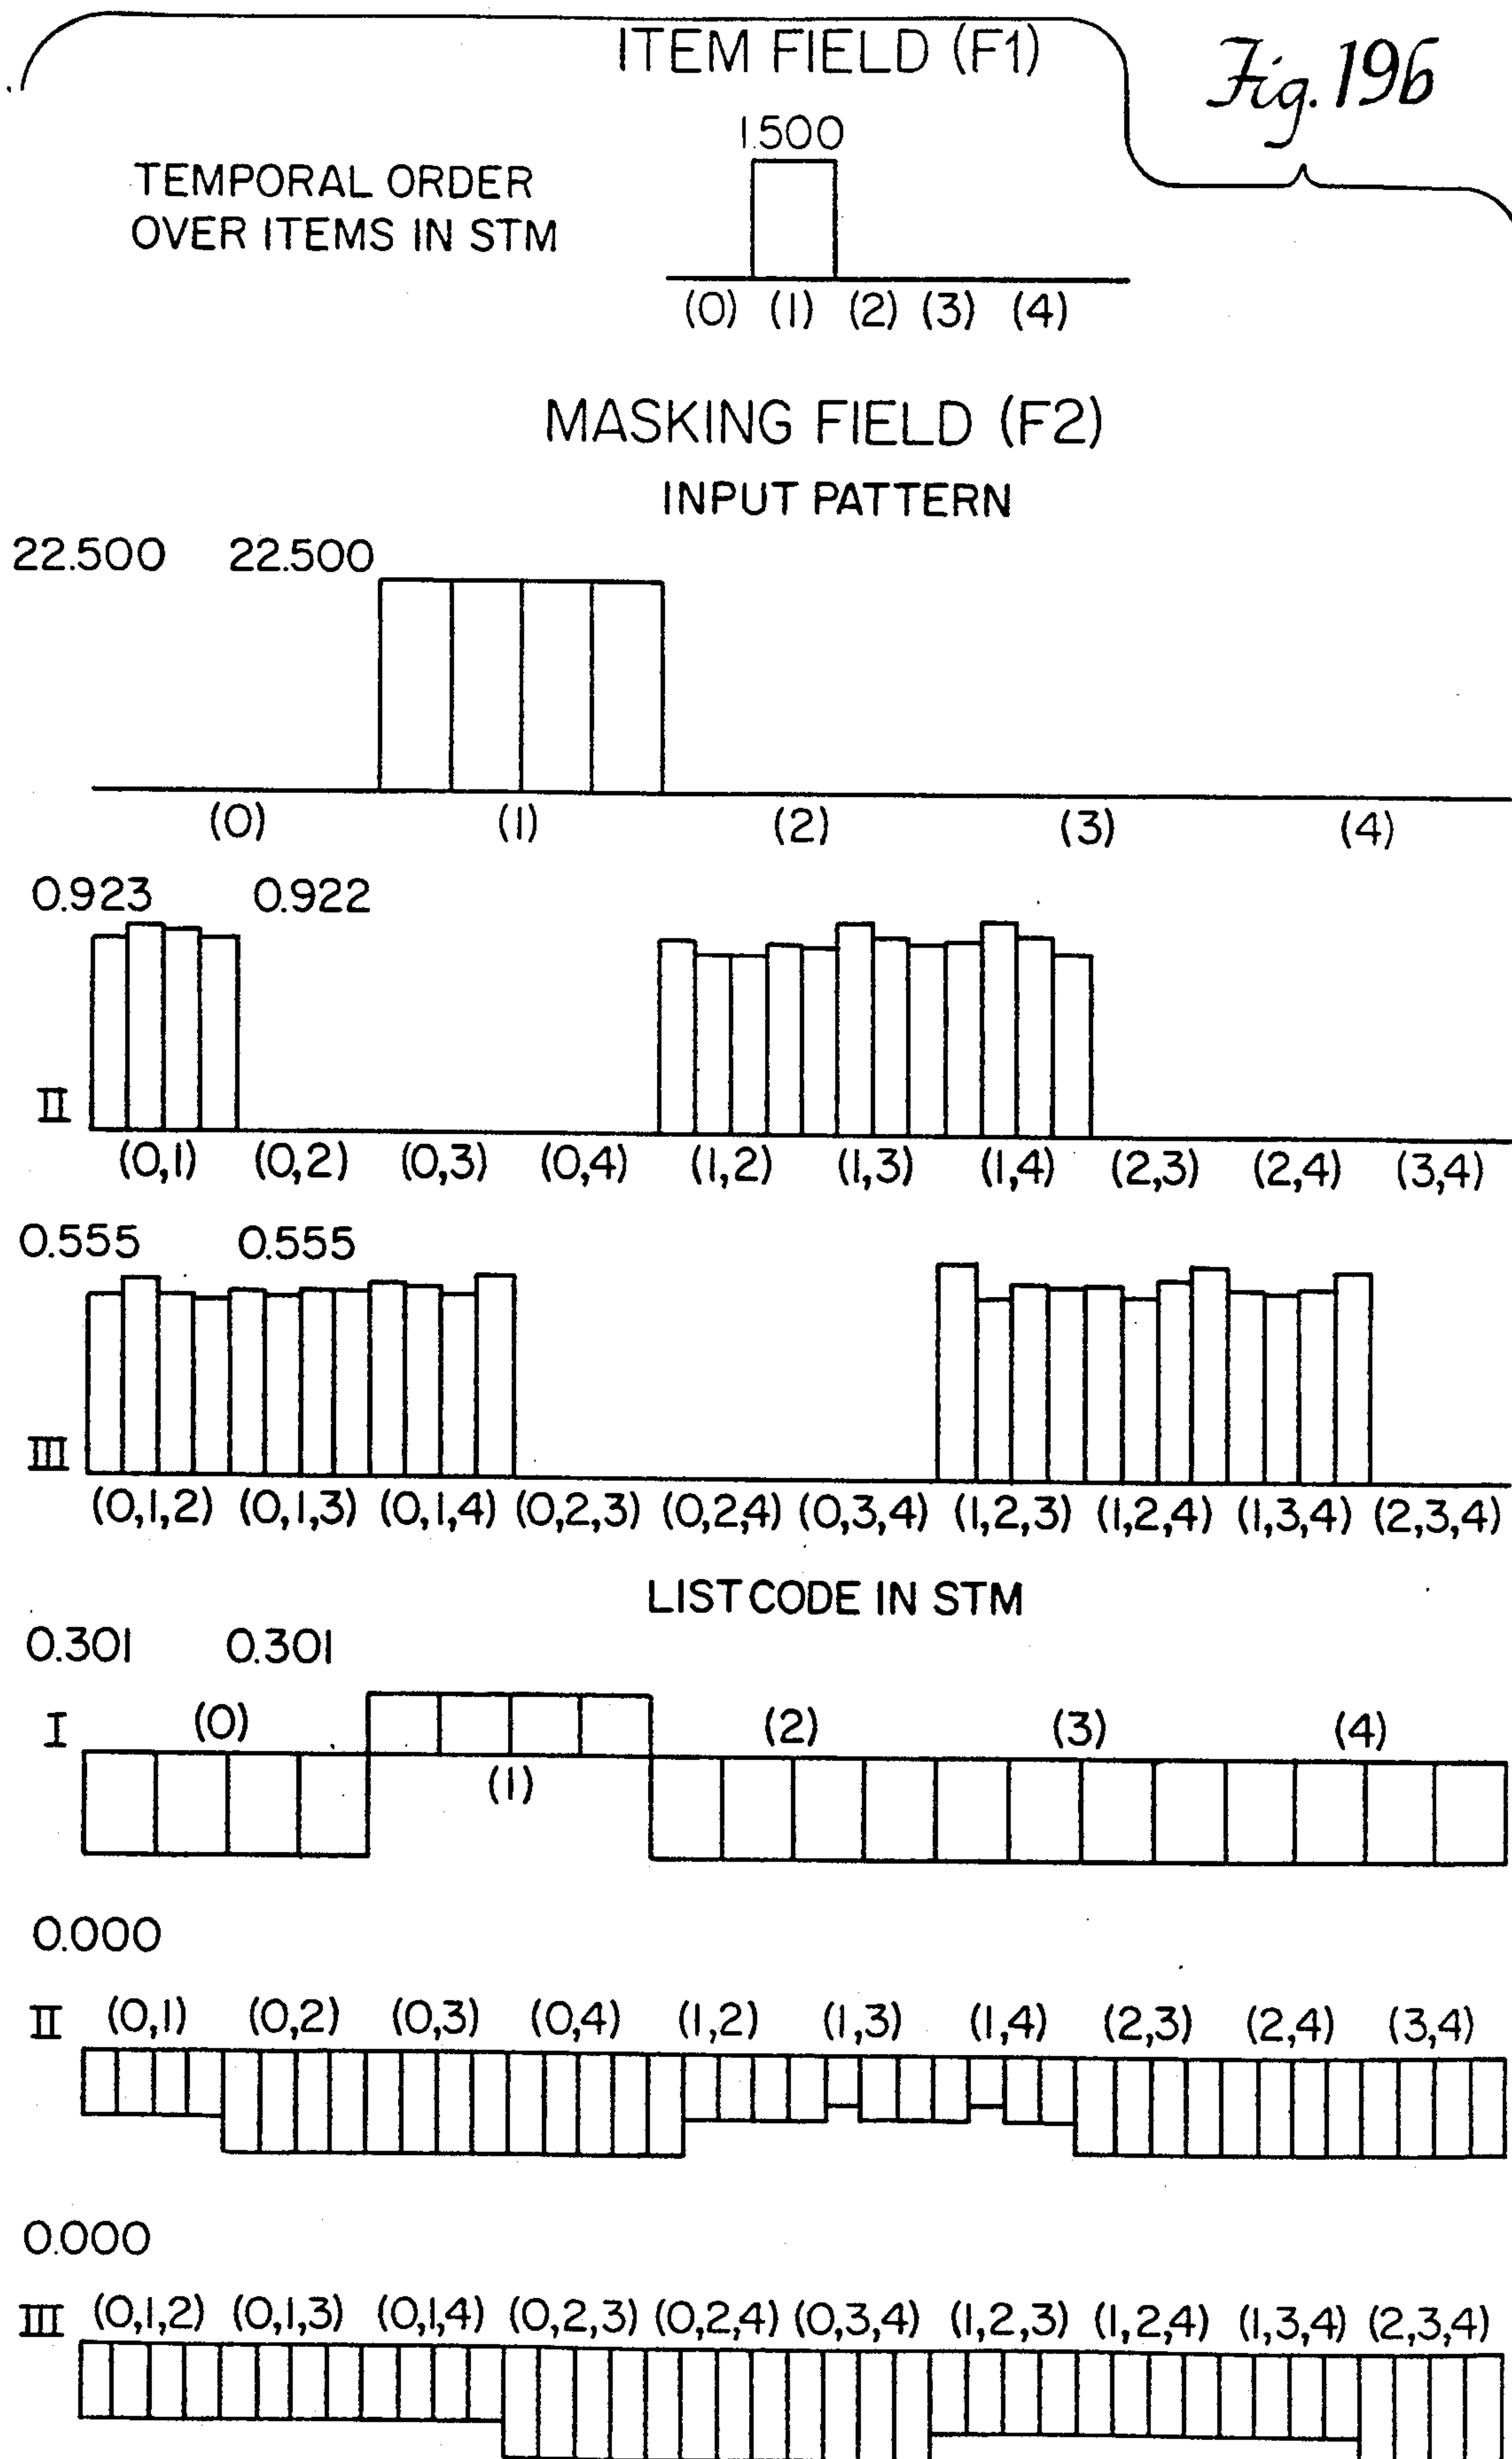 ITEM FIELD (F1)
Fig. 19b
1.500
TEMPORAL ORDER
OVER ITEMS IN STM
(0) (1) (2) (3) (4)
MASKING FIELD (F2)
INPUT PATTERN
22.500 22.500
(0) (1) (2) (3) (4)
0.923 0.922
II
(0,1) (0,2) (0,3) (0,4) (1,2) (1,3) (1,4) (2,3) (2,4) (3,4)
0.555 0.555
III
(0,1,2) (0,1,3) (0,1,4) (0,2,3) (0,2,4) (0,3,4) (1,2,3) (1,2,4) (1,3,4) (2,3,4)
LIST CODE IN STM
0.301 0.301
I (0) (2) (3) (4)
(1)
0.000
II (0,1) (0,2) (0,3) (0,4) (1,2) (1,3) (1,4) (2,3) (2,4) (3,4)
0.000
III (0,1,2) (0,1,3) (0,1,4) (0,2,3) (0,2,4) (0,3,4) (1,2,3) (1,2,4) (1,3,4) (2,3,4)